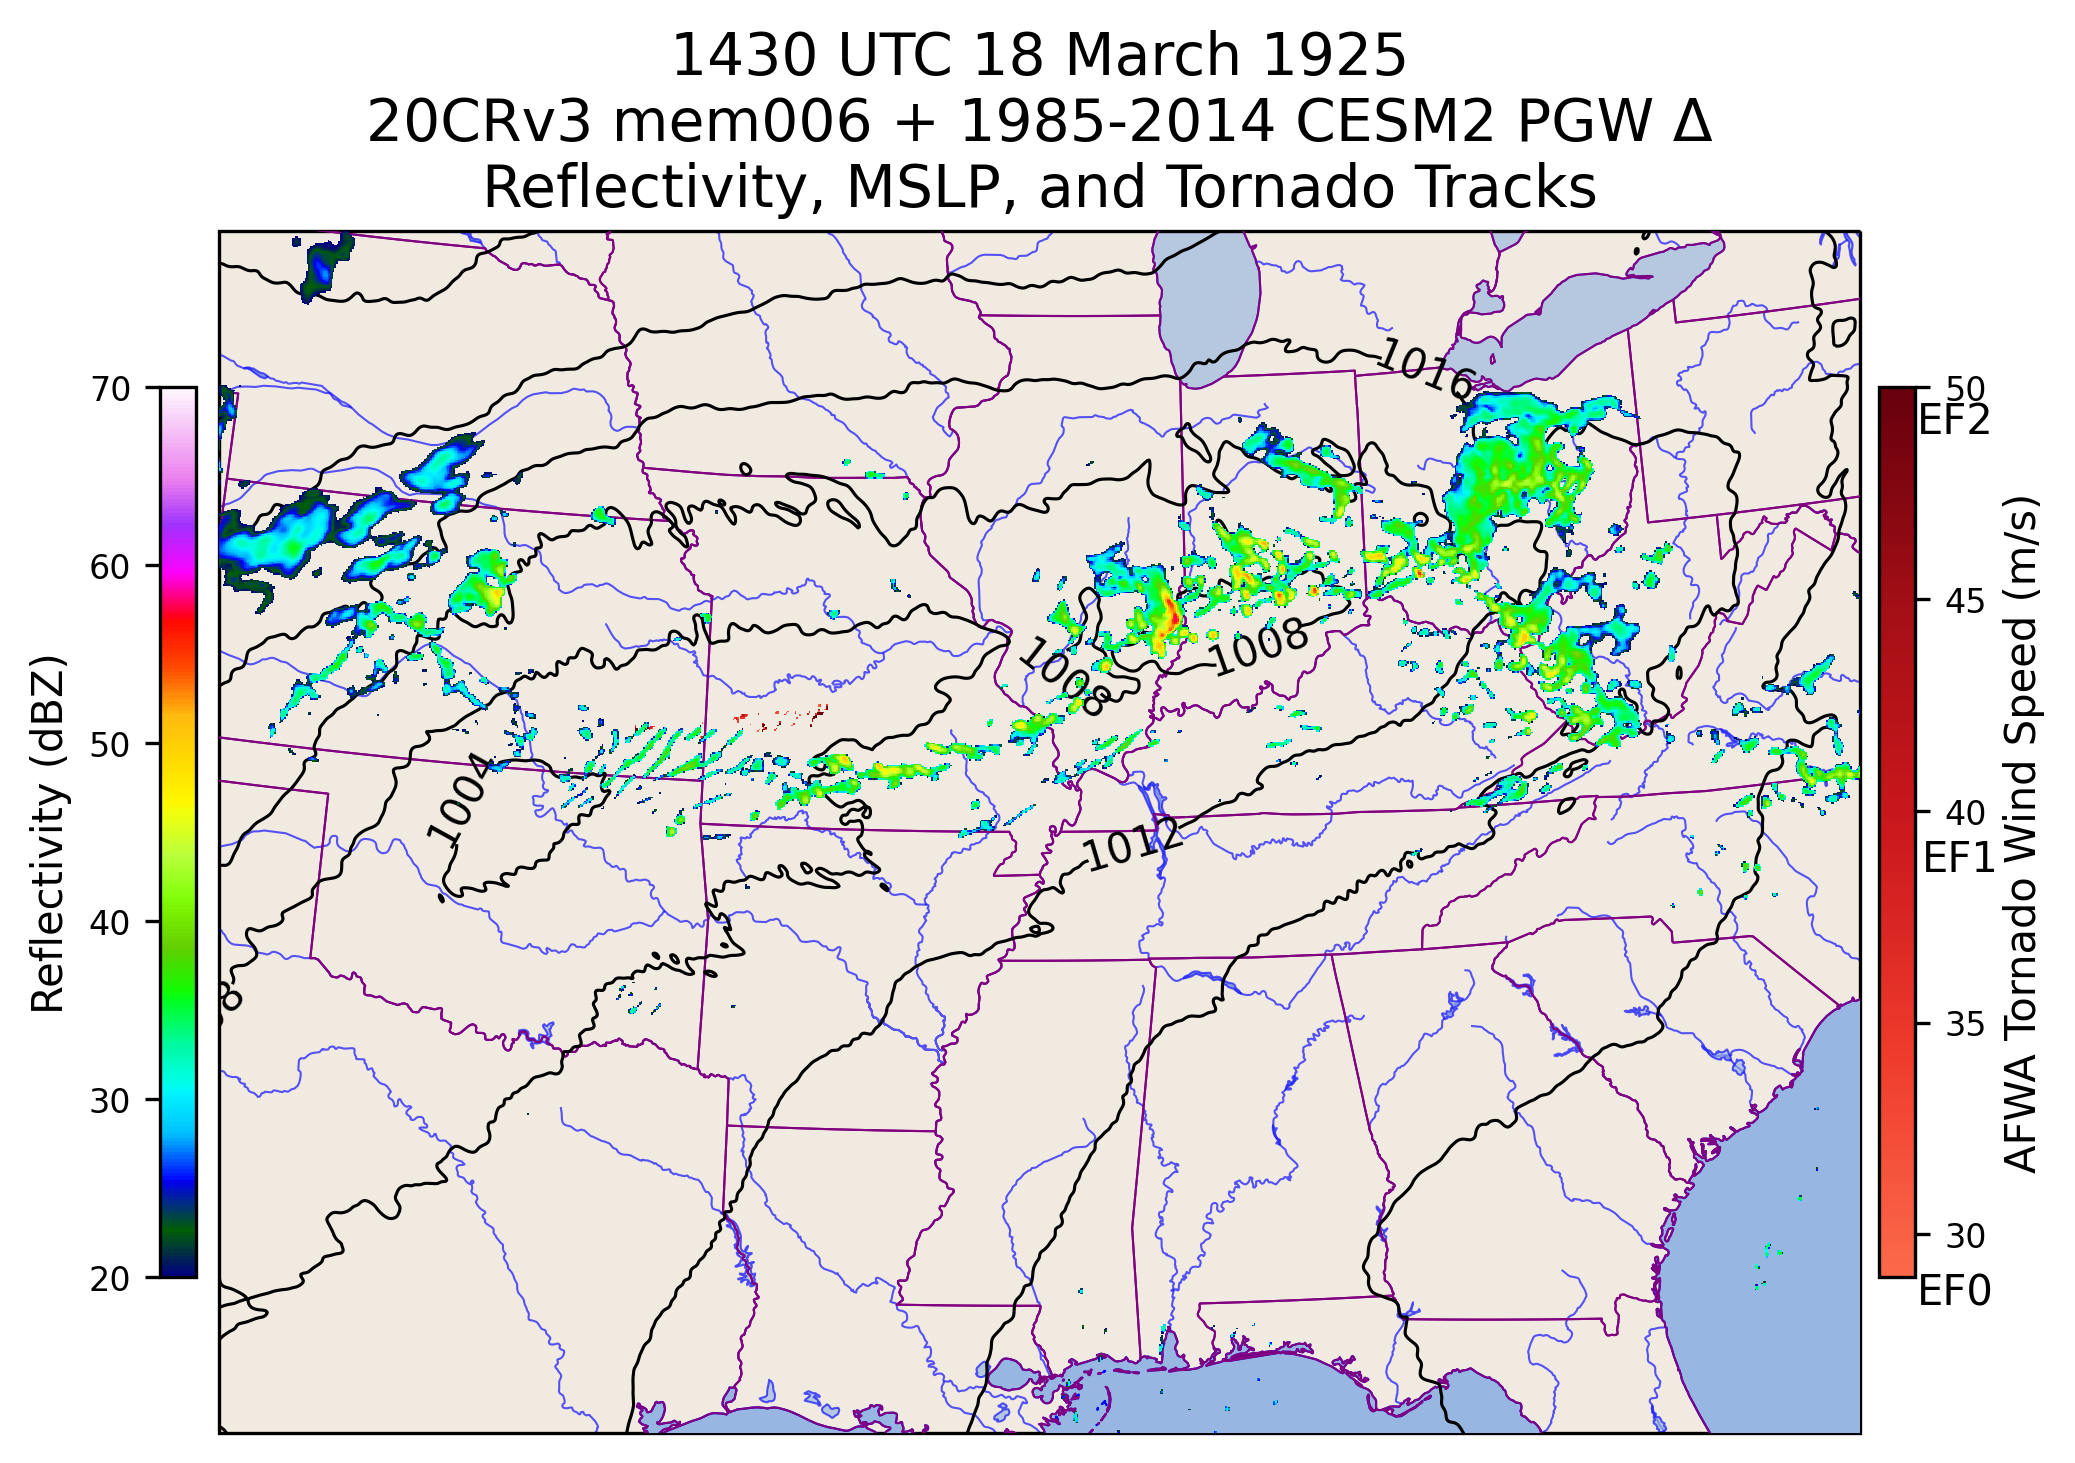 1430 UTC 18 March 1925
20CRv3 mem006 + 1985-2014 CESM2 PGW Δ
Reflectivity, MSLP, and Tornado Tracks
Reflectivity (dBZ)
70
60
50
40
30
20
1016
1008
1008
1004
1012
50
EF2
45
40
EF1
35
30
EF0
AFWA Tornado Wind Speed (m/s)